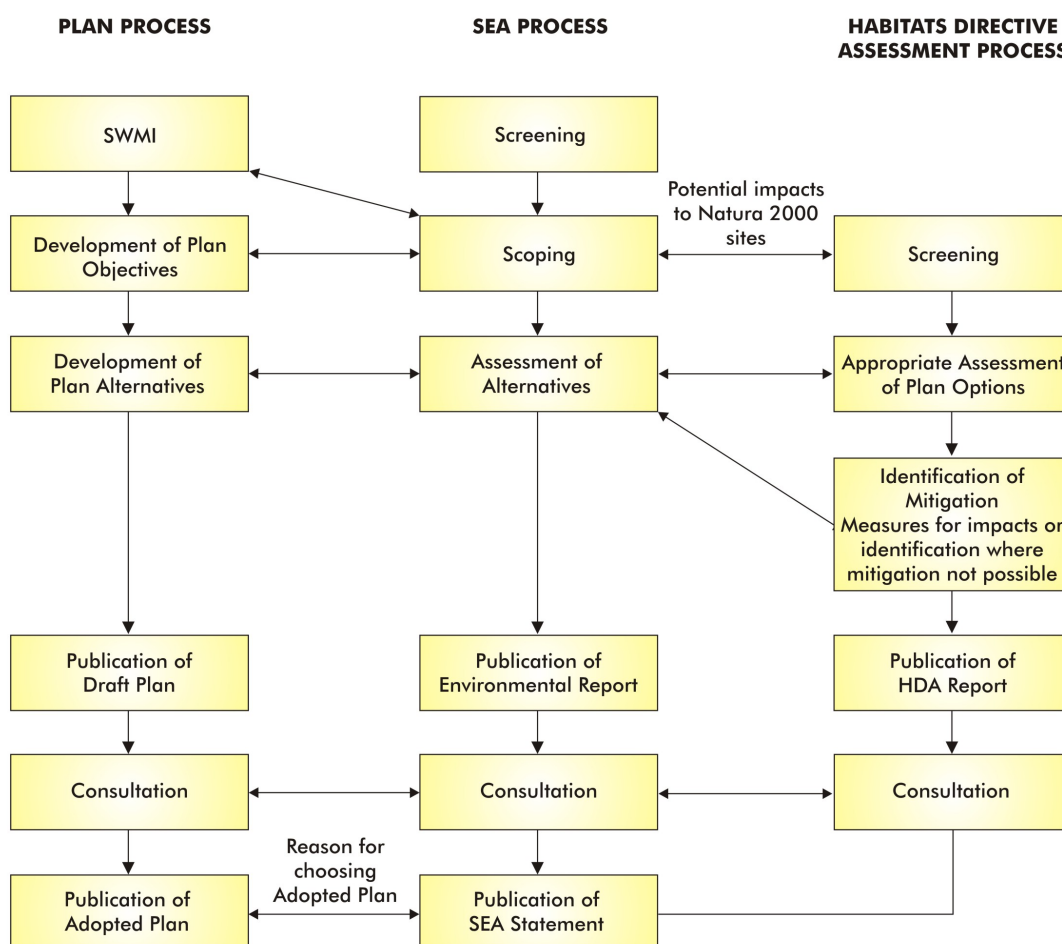 PLAN PROCESS
SEA PROCESS
HABITATS DIRECTIVE
ASSESSMENT PROCESS
SWMI
Screening
Potential impacts
to Natura 2000
sites
Development of Plan
Objectives
Scoping
Screening
Development of
Plan Alternatives
Assessment of
Alternatives
Appropriate Assessment
of Plan Options
Identification of
Mitigation
Measures for impacts or
identification where
mitigation not possible
Publication of
Draft Plan
Publication of
Environmental Report
Publication of
HDA Report
Consultation
Consultation
Consultation
Reason for
choosing
Adopted Plan
Publication of
Adopted Plan
Publication of
SEA Statement